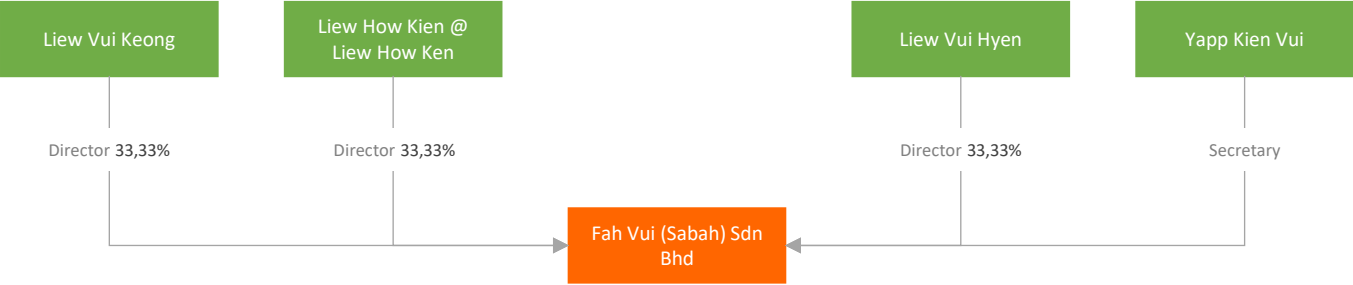 Liew Vui Keong
Liew How Kien @
Liew How Ken
Liew Vui Hyen
Yapp Kien Vui
Director 33,33%
Director 33,33%
Director 33,33%
Secretary
Fah Vui (Sabah) Sdn
Bhd